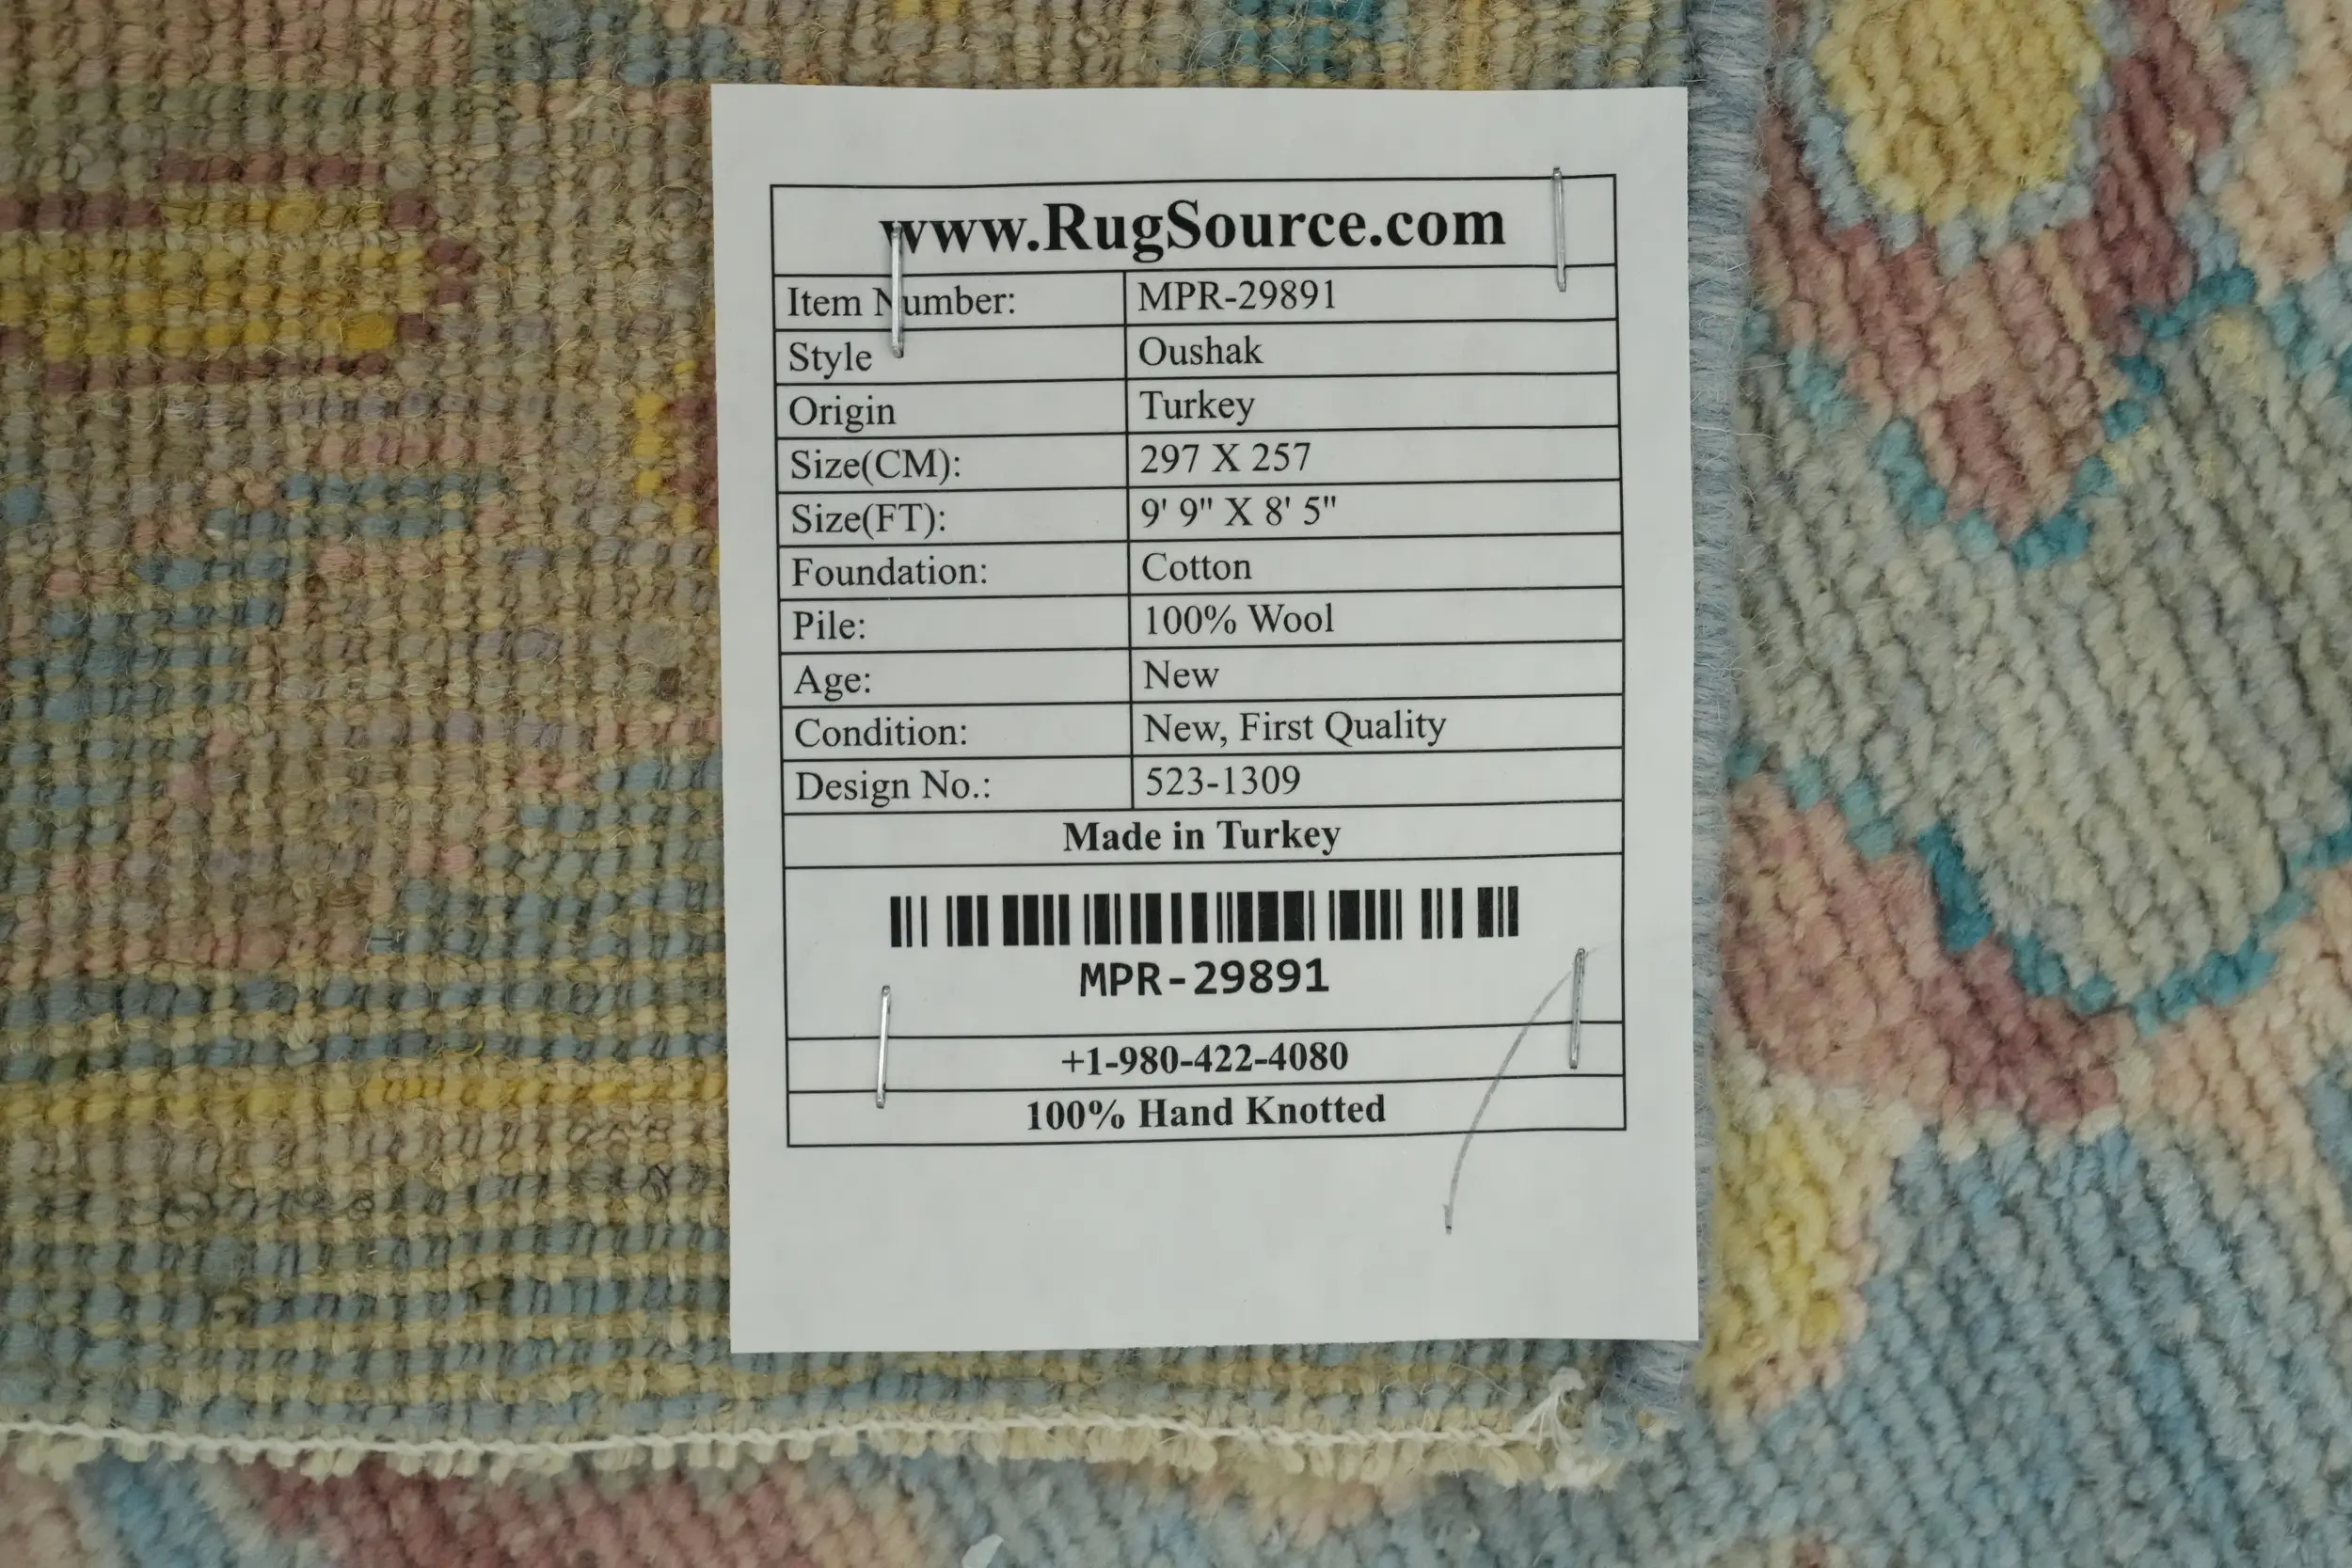 www.RugSource.com
Item Number: MPR-29891
Style Oushak
Origin Turkey
Size(CM): 297 X 257
Size(FT): 9' 9" X 8' 5"
Foundation: Cotton
Pile: 100% Wool
Age: New
Condition: New, First Quality
Design No.: 523-1309
Made in Turkey
MPR-29891
+1-980-422-4080
100% Hand Knotted